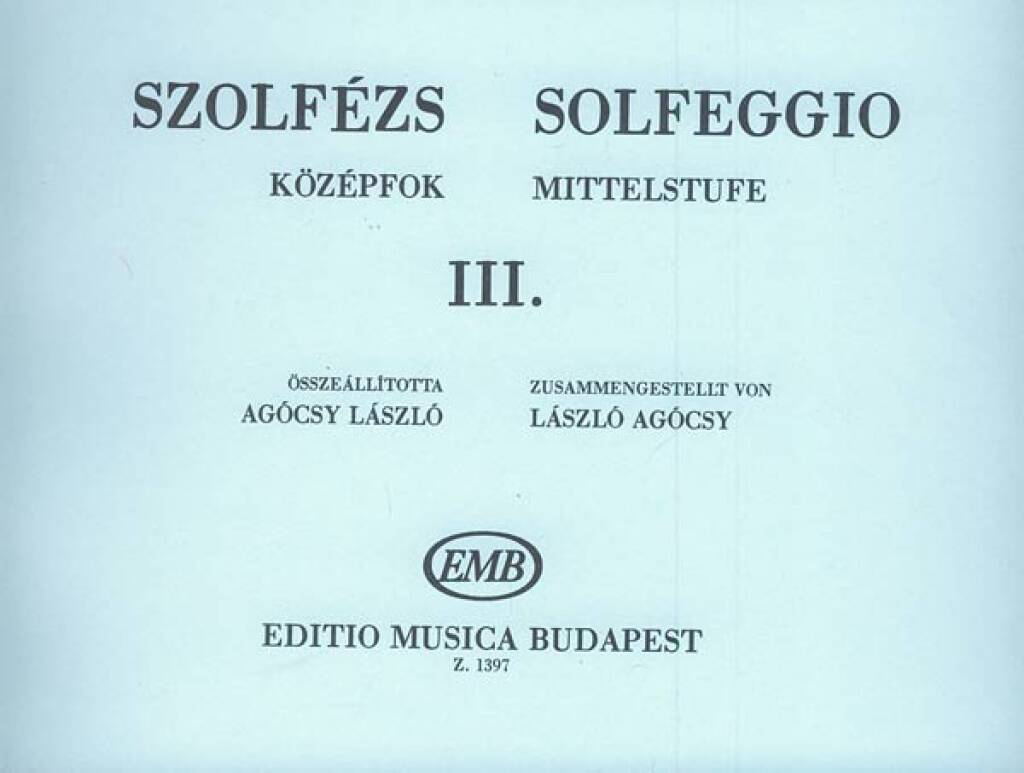 SZOLFÉZS SOLFEGGIO
KÖZÉPFOK MITTELSTUFE
III.
ÖSSZEÁLLÍTOTTA ZUSAMMENGESTELLT VON
AGÓCSY LÁSZLÓ LÁSZLÓ AGÓCSY
EMB
EDITIO MUSICA BUDAPEST
Z. 1397